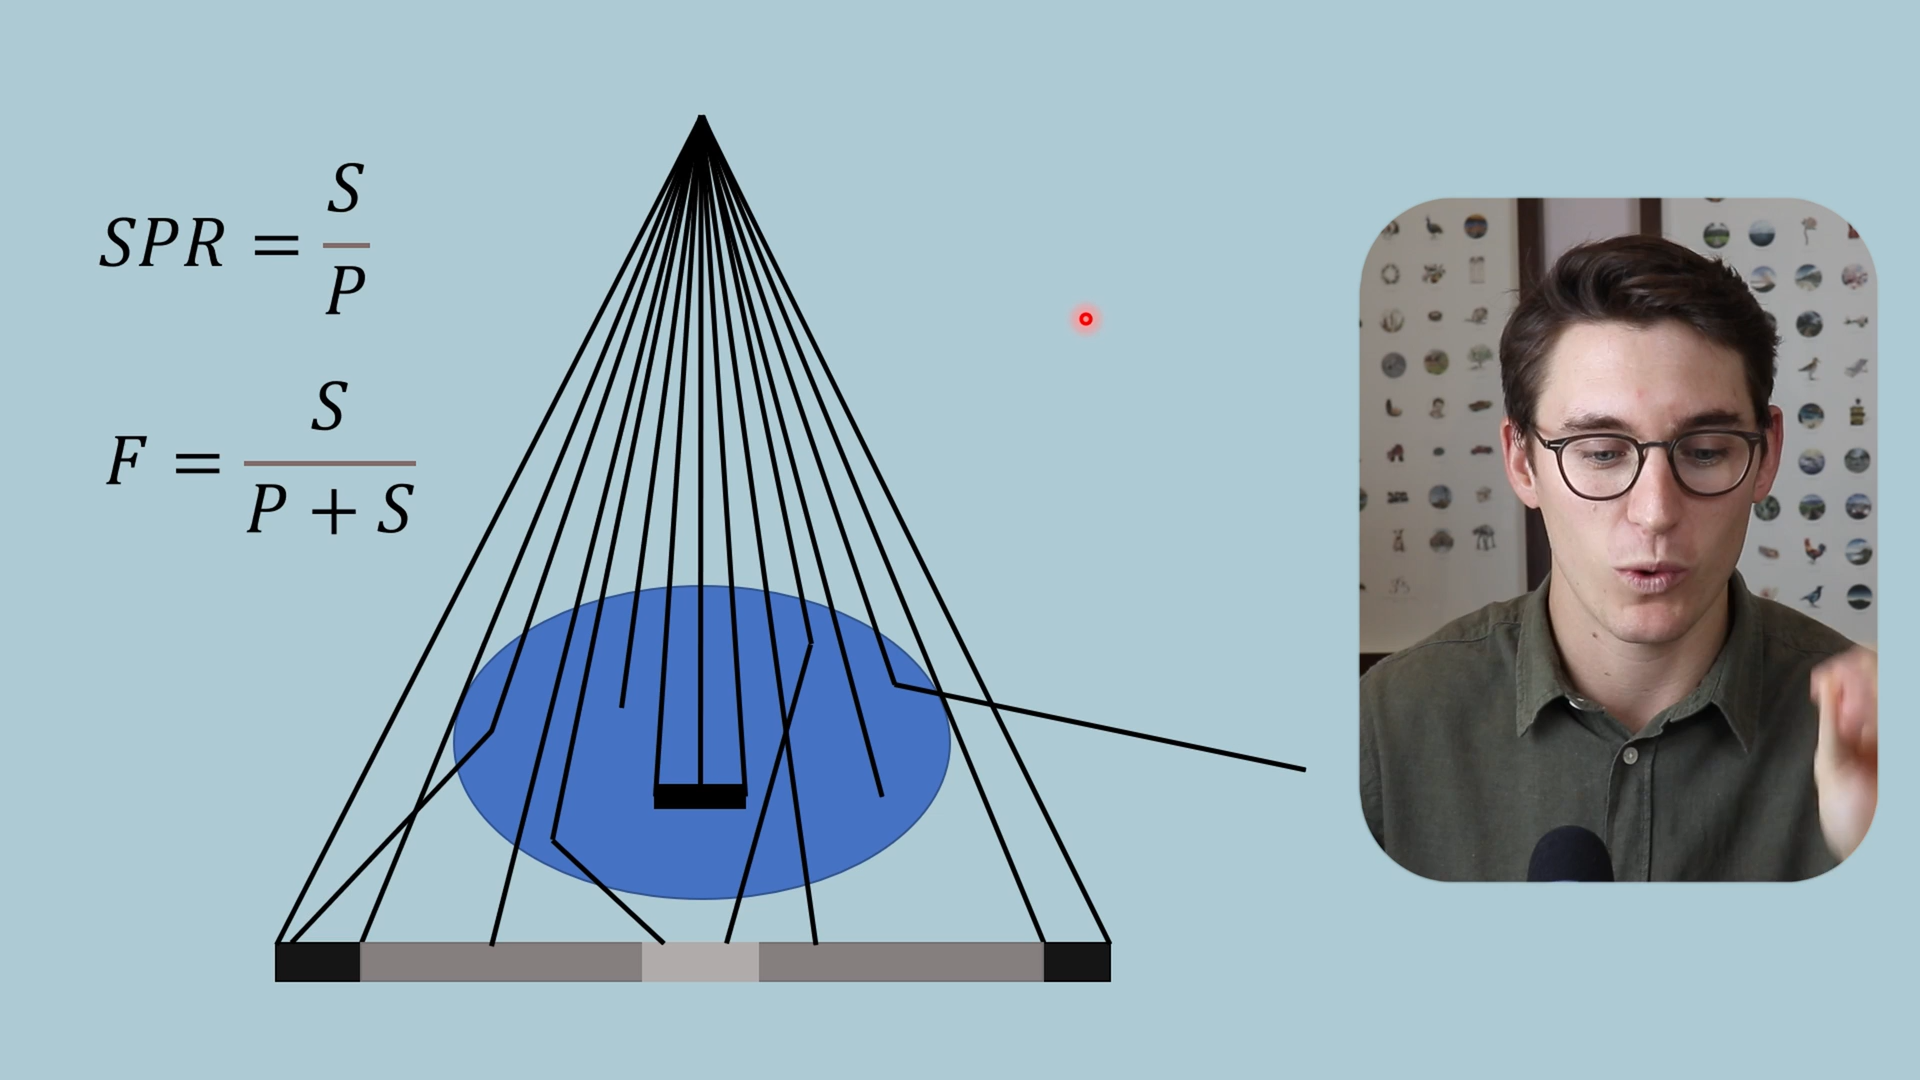 SPR = S/P
F = S/(P + S)